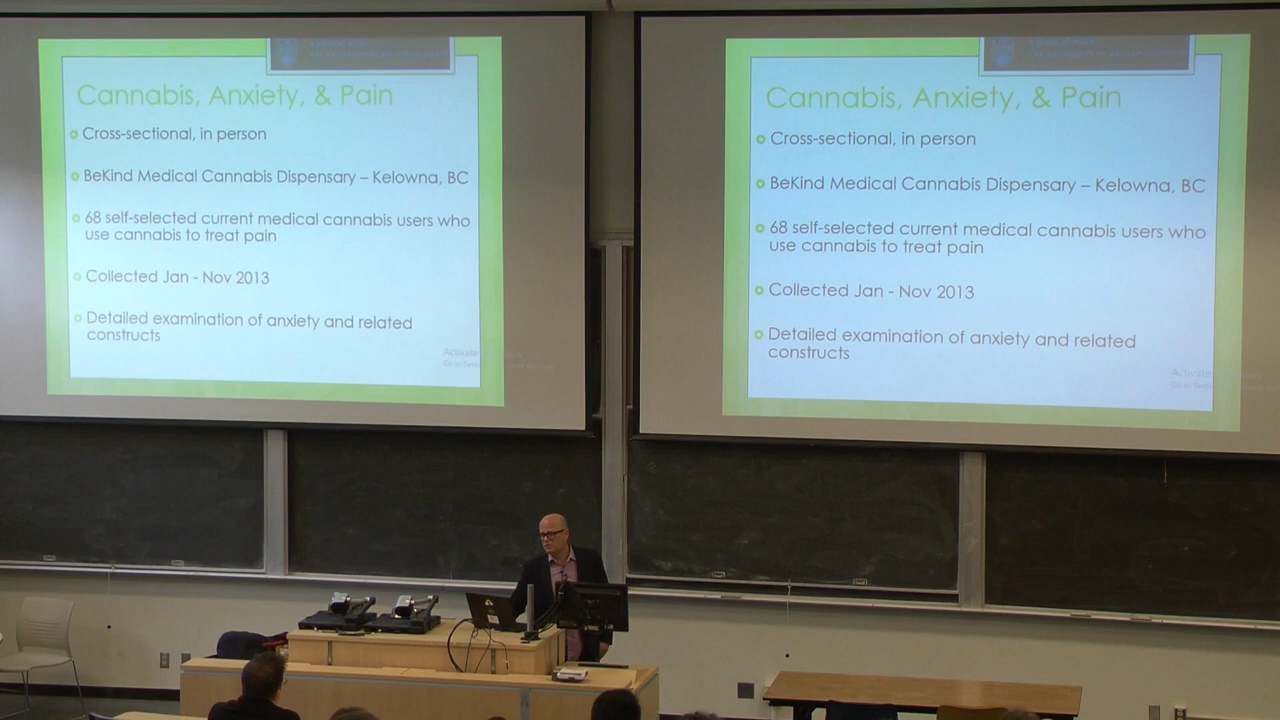 Cannabis, Anxiety, & Pain
Cross-sectional, in person
BeKind Medical Cannabis Dispensary – Kelowna, BC
68 self-selected current medical cannabis users who
use cannabis to treat pain
Collected Jan - Nov 2013
Detailed examination of anxiety and related
constructs
Activate
Cannabis, Anxiety, & Pain
Cross-sectional, in person
BeKind Medical Cannabis Dispensary – Kelowna, BC
68 self-selected current medical cannabis users who
use cannabis to treat pain
Collected Jan - Nov 2013
Detailed examination of anxiety and related
constructs
Activate